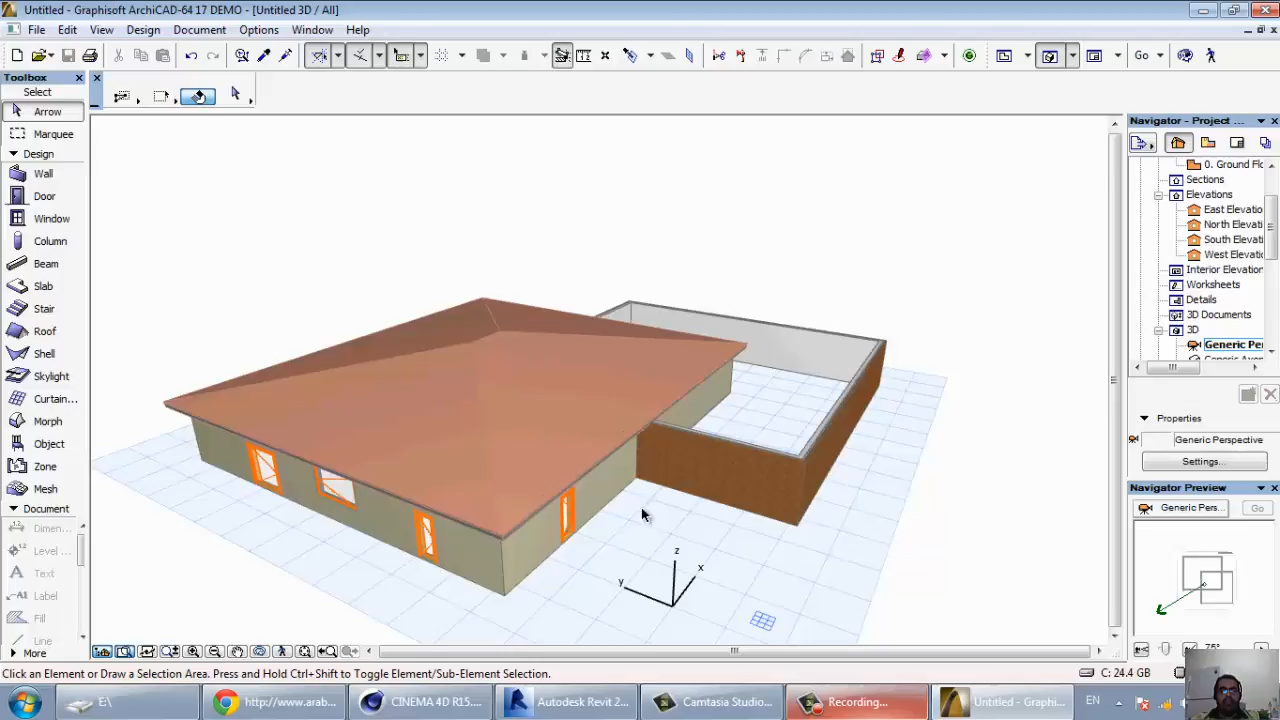 Untitled - Graphisoft ArchiCAD-64 17 DEMO - [Untitled 3D / All]
File Edit View Design Document Options Window Help
Go
Toolbox
Select
Arrow
Marquee
Design
Wall
Door
Window
Column
Beam
Slab
Stair
Roof
Shell
Skylight
Curtain...
Morph
Object
Zone
Mesh
Document
Dimen...
Level ...
Text
Label
Fill
Line
More
z
x
y
Navigator - Project ...
0. Ground Flo
Sections
Elevations
East Elevatio
North Elevati
South Elevati
West Elevatio
Interior Elevation
Worksheets
Details
3D Documents
3D
Generic Per
Properties
Generic Perspective
Settings...
Navigator Preview
Generic Pers...
Go
75°
Click an Element or Draw a Selection Area. Press and Hold Ctrl+Shift to Toggle Element/Sub-Element Selection.
C: 24.4 GB
E:\
http://www.arab...
CINEMA 4D R15....
Autodesk Revit 2...
Camtasia Studio...
Recording...
Untitled - Graphi...
EN